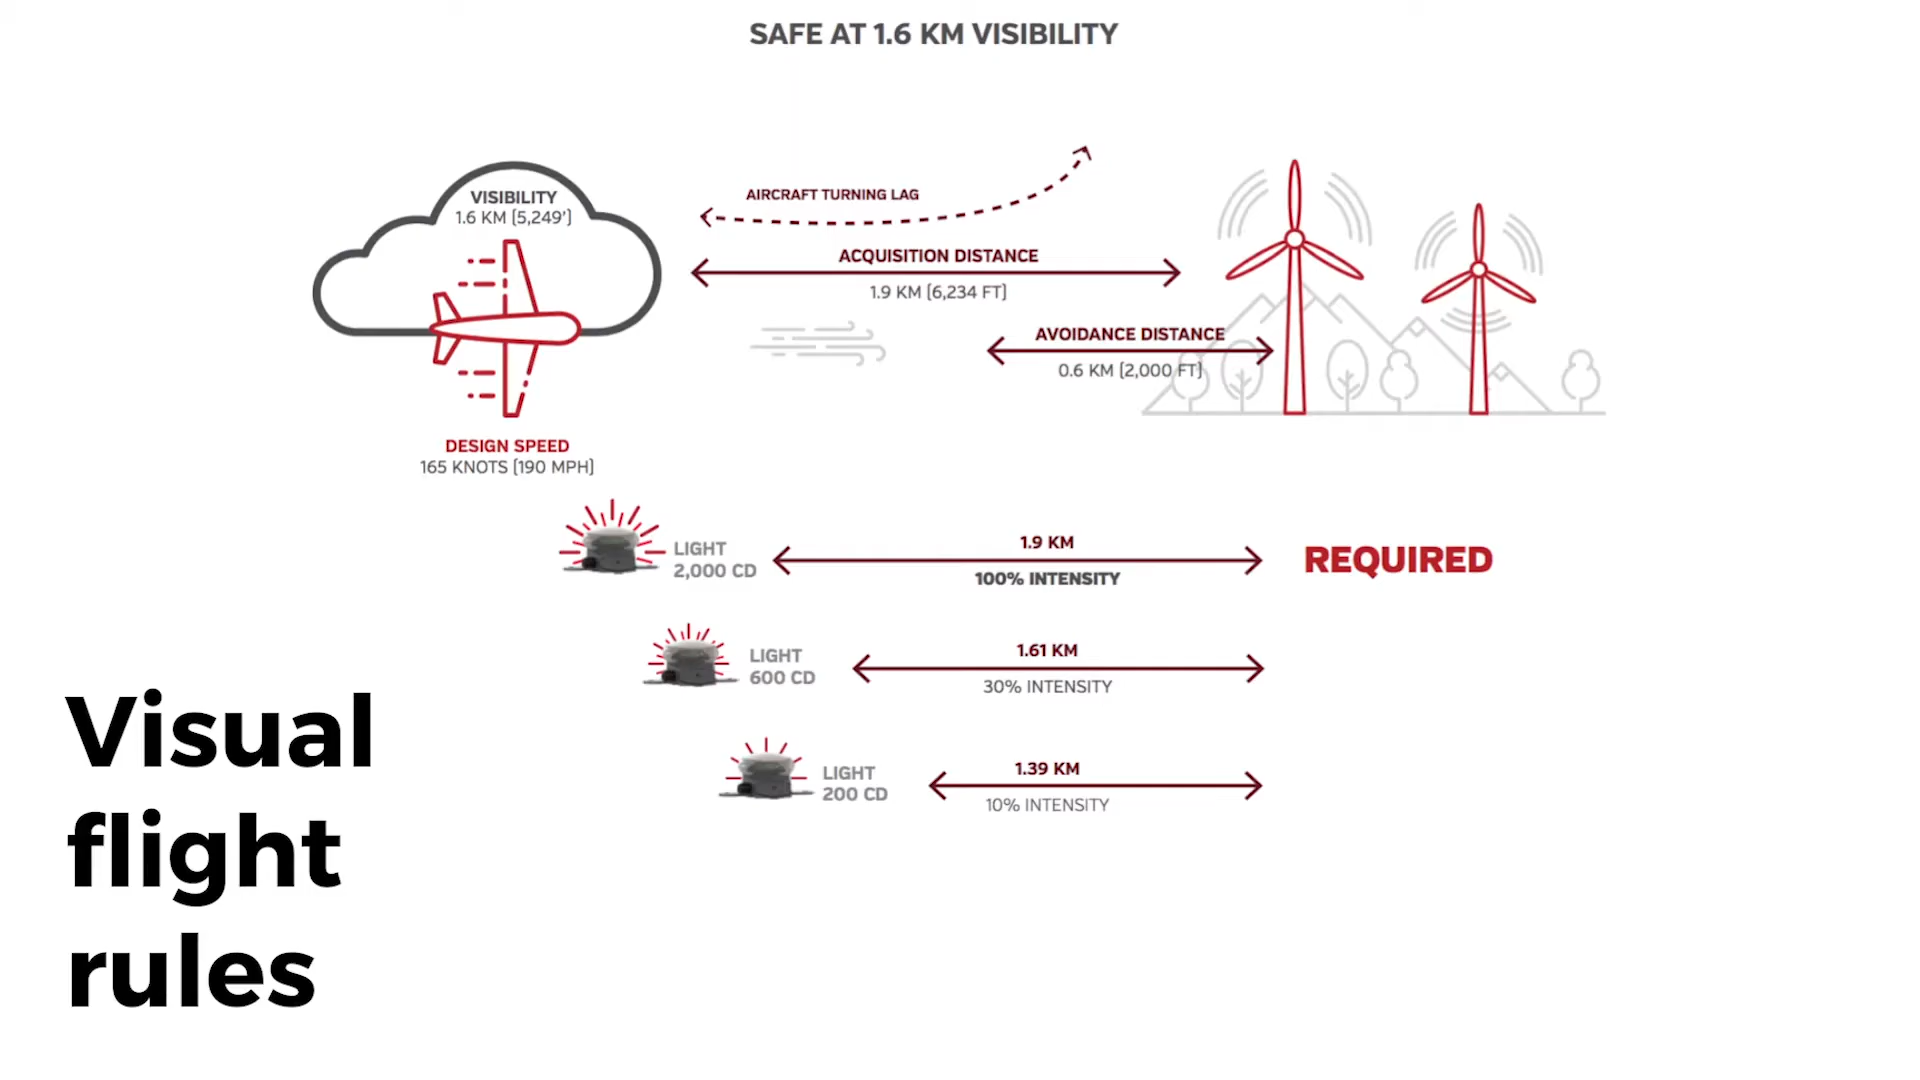 SAFE AT 1.6 KM VISIBILITY
VISIBILITY
1.6 KM (5,249')
AIRCRAFT TURNING LAG
ACQUISITION DISTANCE
1.9 KM (6,234 FT)
AVOIDANCE DISTANCE
0.6 KM (2,000 FT)
DESIGN SPEED
165 KNOTS (190 MPH)
LIGHT
2,000 CD
1.9 KM
100% INTENSITY
REQUIRED
LIGHT
600 CD
1.61 KM
30% INTENSITY
LIGHT
200 CD
1.39 KM
10% INTENSITY
Visual
flight
rules